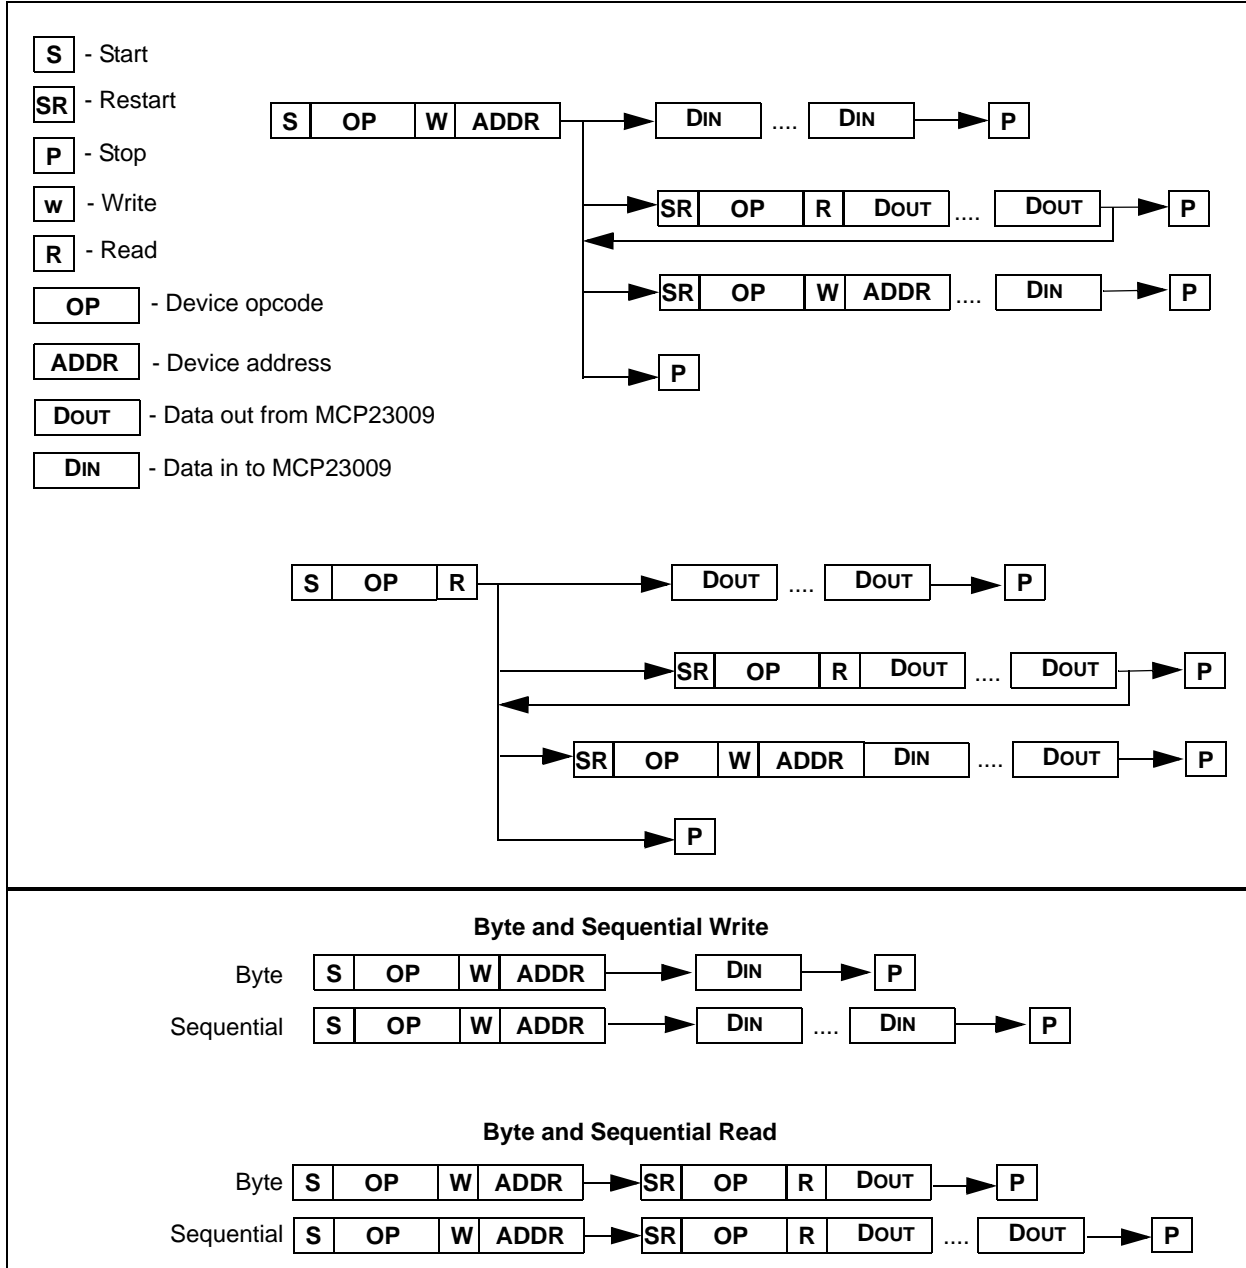 S - Start
SR - Restart
P - Stop
w - Write
R - Read
OP - Device opcode
ADDR - Device address
DOUT - Data out from MCP23009
DIN - Data in to MCP23009
S OP W ADDR DIN .... DIN P
SR OP R DOUT .... DOUT P
SR OP W ADDR .... DIN P
P
S OP R DOUT .... DOUT P
SR OP R DOUT .... DOUT P
SR OP W ADDR DIN .... DOUT P
P
Byte and Sequential Write
Byte S OP W ADDR DIN P
Sequential S OP W ADDR DIN .... DIN P
Byte and Sequential Read
Byte S OP W ADDR SR OP R DOUT P
Sequential S OP W ADDR SR OP R DOUT .... DOUT P